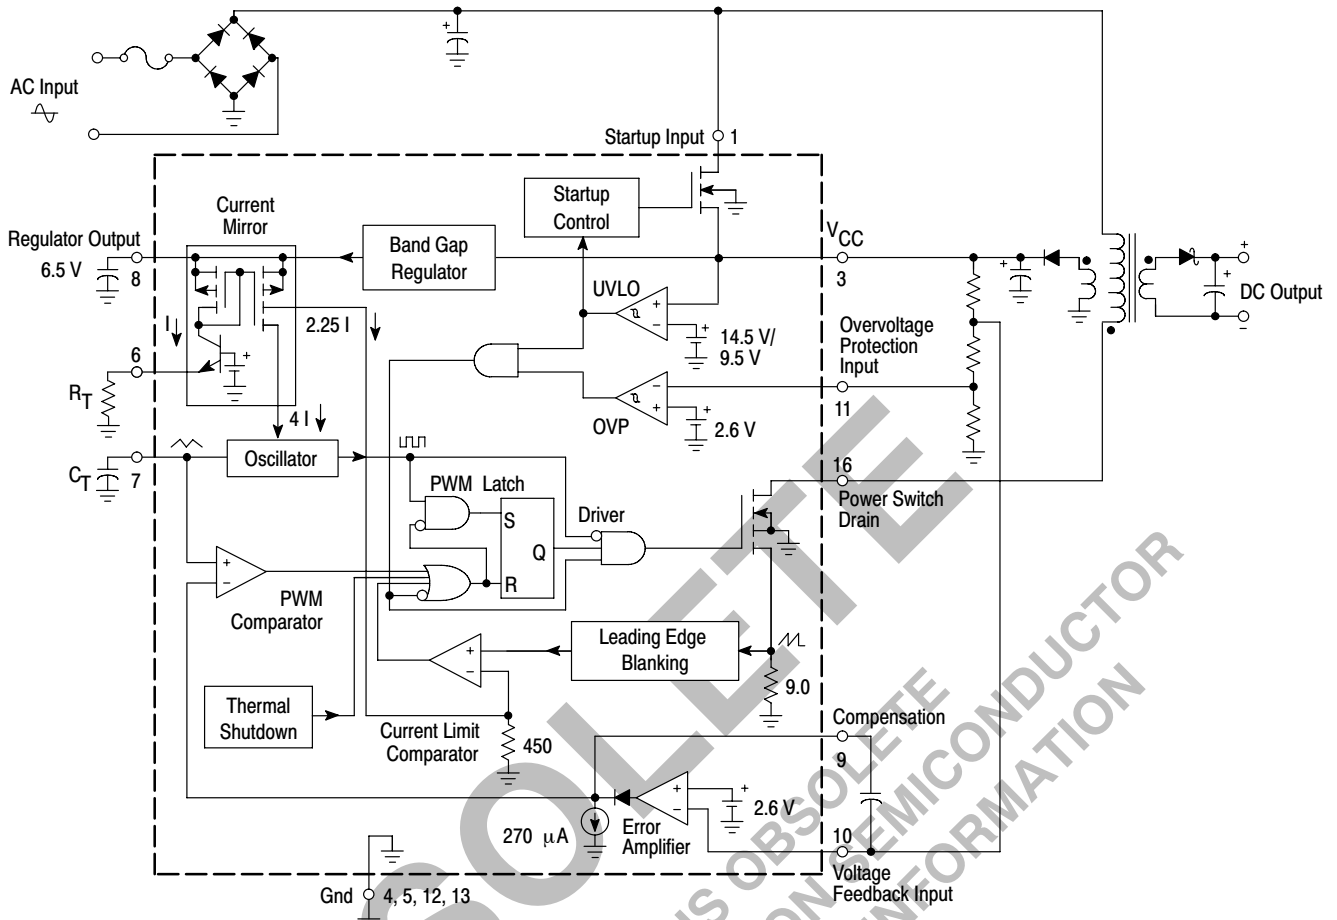 AC Input
Startup Input
1
Current
Mirror
Startup
Control
Regulator Output
6.5 V
8
Band Gap
Regulator
VCC
3
DC Output
+
+
+
+
−
UVLO
+
−
I
2.25 I
+
14.5 V/
9.5 V
Overvoltage
Protection
Input
11
6
RT
+
4 I
−
+
OVP
+
2.6 V
CT
7
Oscillator
16
Power Switch
Drain
PWM Latch
S
Q
R
Driver
+
−
PWM
Comparator
Leading Edge
Blanking
+
−
9.0
Thermal
Shutdown
Current Limit
Comparator
450
Compensation
9
270 µA
Error
Amplifier
+
−
+
2.6 V
10
Voltage
Feedback Input
Gnd
4, 5, 12, 13
SOLETE
IS OBSOLETE
ON SEMICONDUCTOR
INFORMATION